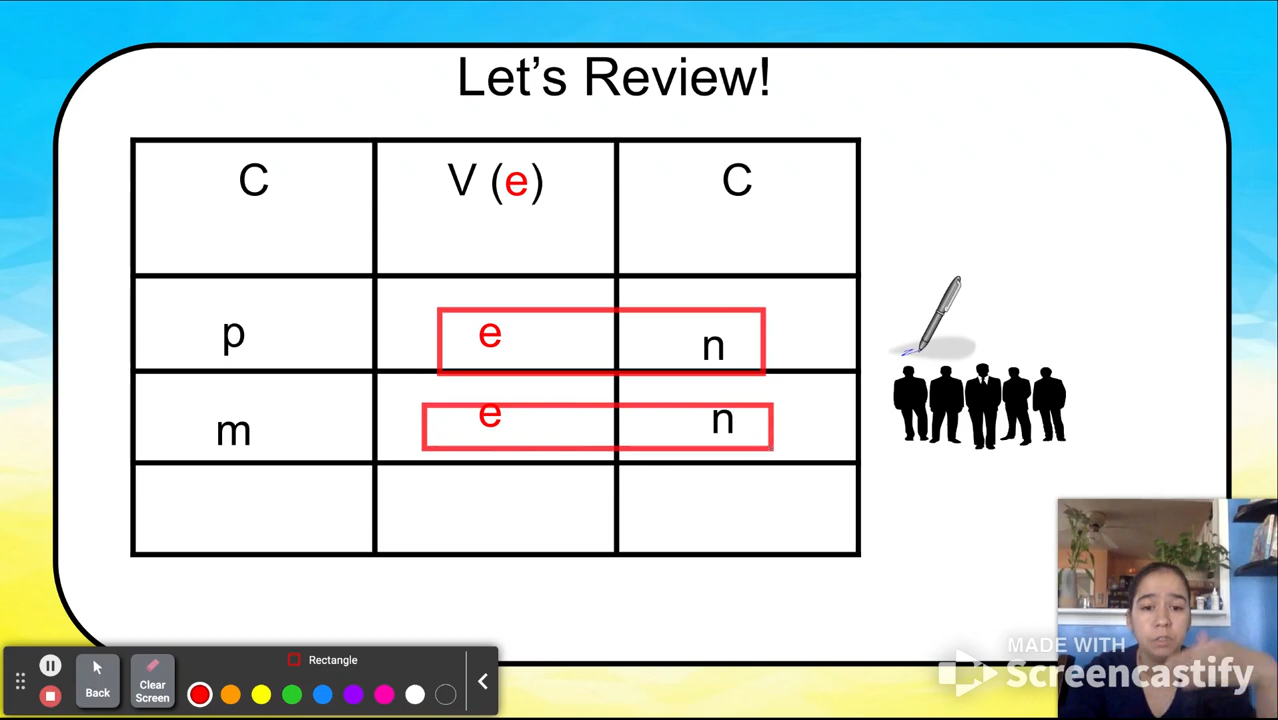 Let's Review!
C V (e) C
p e n
m e n
MADE WITH
Screencastify
Rectangle
Back
Clear
Screen